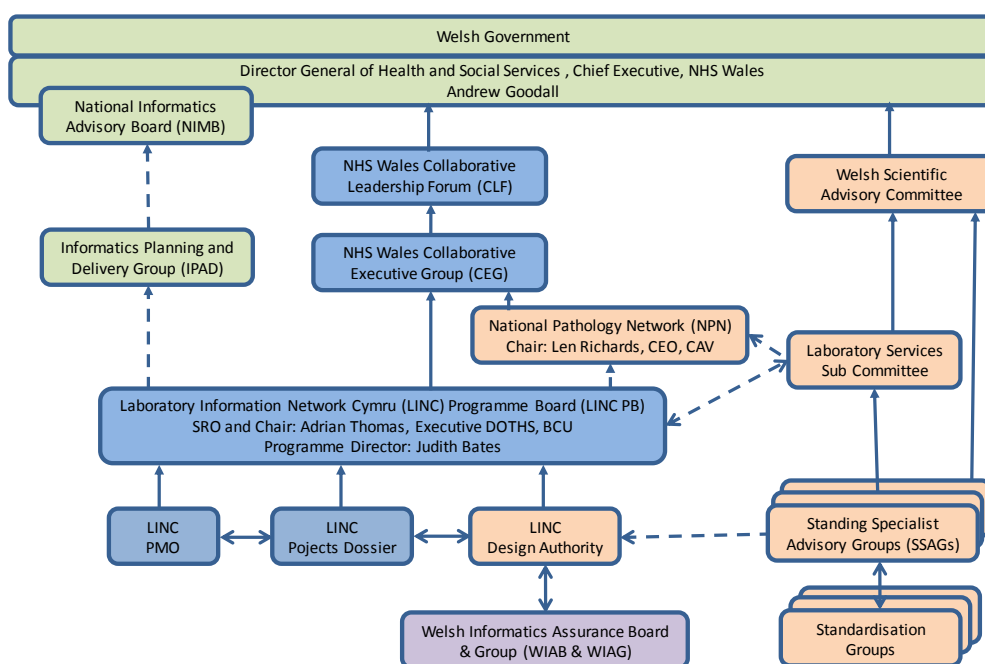 Welsh Government
Director General of Health and Social Services , Chief Executive, NHS Wales
Andrew Goodall
National Informatics
Advisory Board (NIMB)
NHS Wales Collaborative
Leadership Forum (CLF)
Welsh Scientific
Advisory Committee
Informatics Planning and
Delivery Group (IPAD)
NHS Wales Collaborative
Executive Group (CEG)
National Pathology Network (NPN)
Chair: Len Richards, CEO, CAV
Laboratory Services
Sub Committee
Laboratory Information Network Cymru (LINC) Programme Board (LINC PB)
SRO and Chair: Adrian Thomas, Executive DOTHS, BCU
Programme Director: Judith Bates
LINC
PMO
LINC
Pojects Dossier
LINC
Design Authority
Standing Specialist
Advisory Groups (SSAGs)
Welsh Informatics Assurance Board
& Group (WIAB & WIAG)
Standardisation
Groups